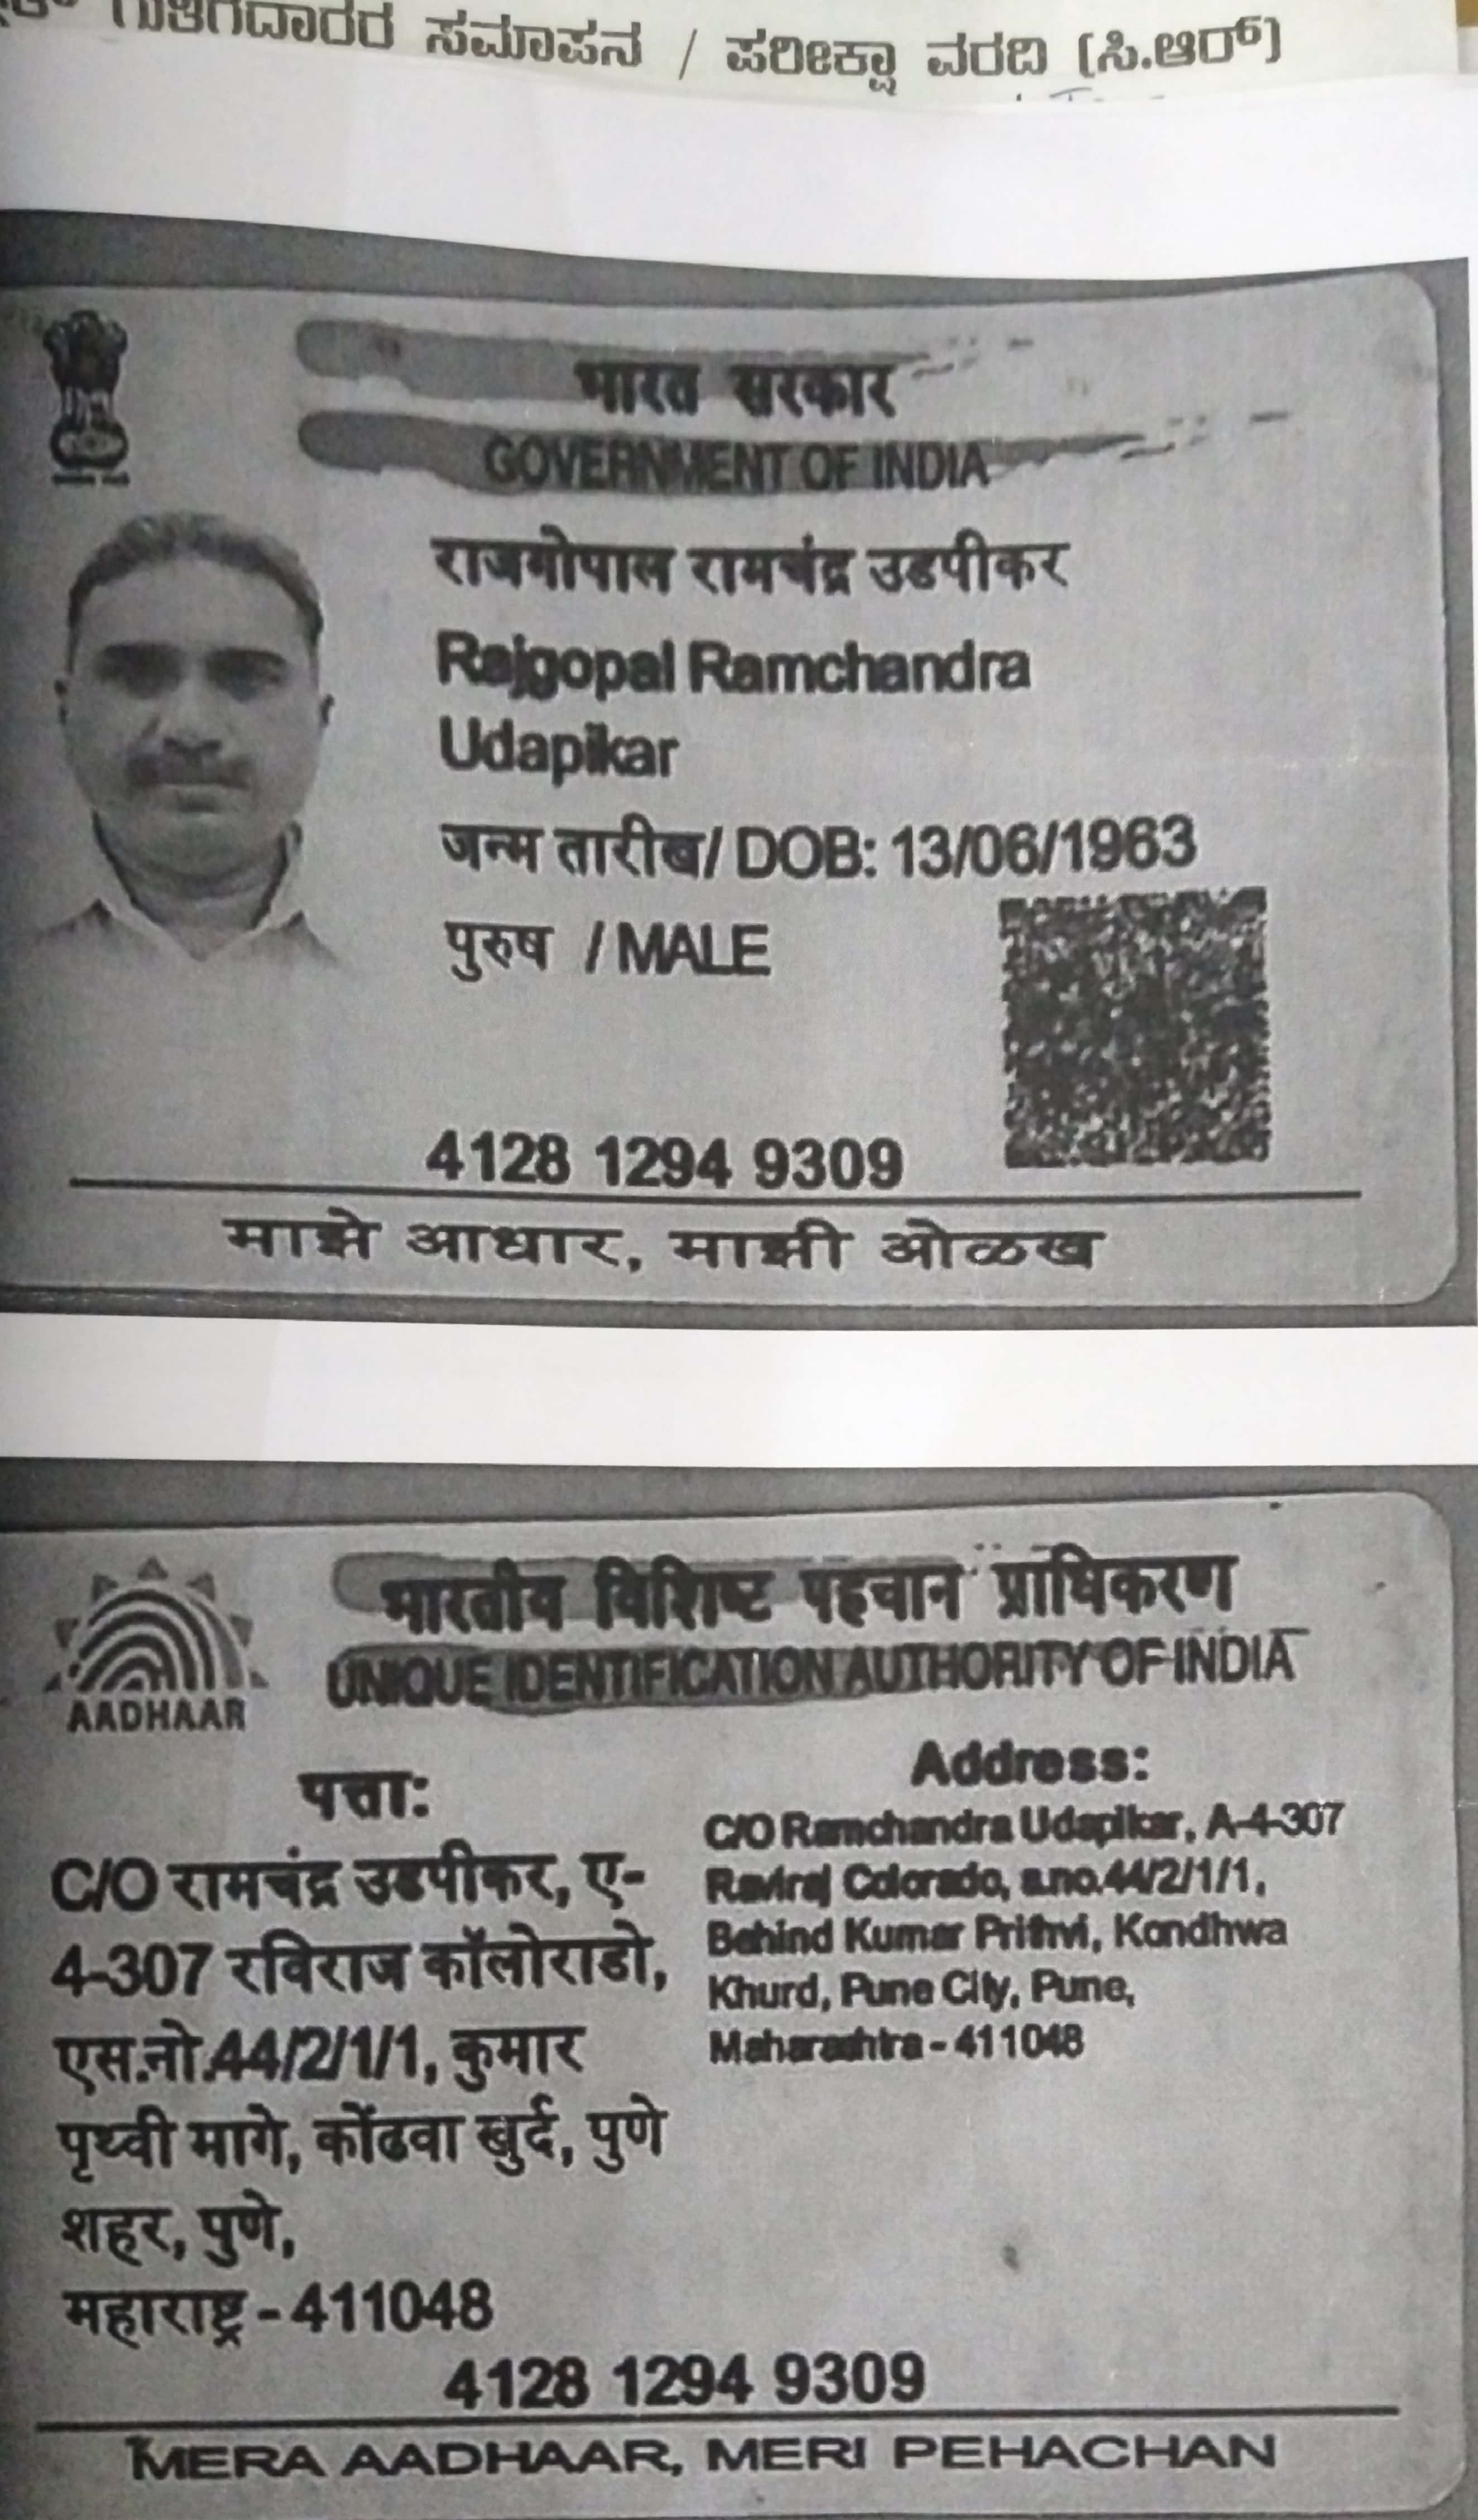 ಗುತ್ತಿಗೆದಾರರ ಸಮಾಪನ / ಪರೀಕ್ಷಾ ವರದಿ (ಸಿ.ಆರ್)
भारत सरकार
GOVERNMENT OF INDIA
राजगोपाल रामचंद्र उडपीकर
Rajgopal Ramchandra
Udapikar
जन्म तारीख/ DOB: 13/06/1963
पुरुष / MALE
4128 1294 9309
माझे आधार, माझी ओळख
भारतीय विशिष्ट पहचान प्राधिकरण
UNIQUE IDENTIFICATION AUTHORITY OF INDIA
AADHAAR
पत्ता:
C/O रामचंद्र उडपीकर, ए-
4-307 रविराज कॉलोराडो,
एस.नो.44/2/1/1, कुमार
पृथ्वी मागे, कोंढवा खुर्द, पुणे
शहर, पुणे,
महाराष्ट्र - 411048
Address:
C/O Ramchandra Udapikar, A-4-307
Raviraj Colorado, s.no.44/2/1/1,
Behind Kumar Prithvi, Kondhwa
Khurd, Pune City, Pune,
Maharashtra - 411048
4128 1294 9309
MERA AADHAAR, MERI PEHACHAN